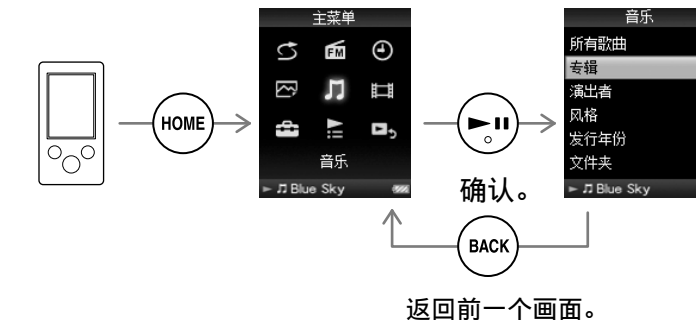 主菜单
FM
音乐
Blue Sky
HOME
确认。
音乐
所有歌曲
专辑
演出者
风格
发行年份
文件夹
Blue Sky
BACK
返回前一个画面。